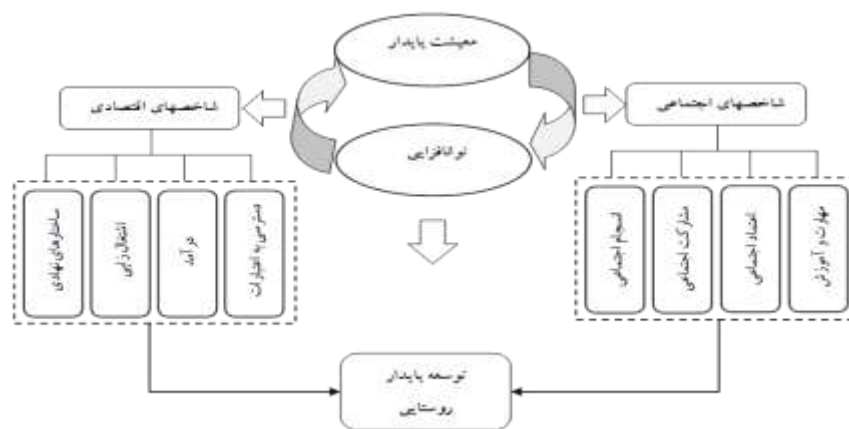 معیشت پایدار
توانافزایی
شاخصهای اجتماعی
شاخصهای اقتصادی
مهارت و آموزش
اعتماد اجتماعی
مشارکت اجتماعی
انسجام اجتماعی
دسترسی به اعتبارات
درآمد
اشتغال زایی
ساختارهای نهادی
توسعه پایدار
روستایی